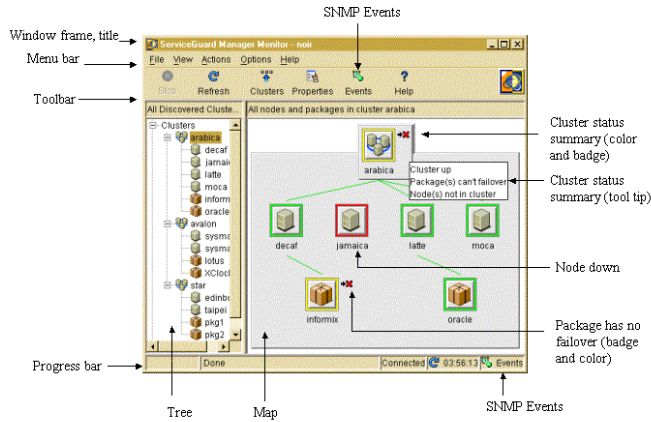 SNMP Events
Window frame, title
ServiceGuard Manager Monitor - noir
Menu bar
File View Actions Options Help
Toolbar
Stop Refresh Clusters Properties Events Help
All Discovered Cluste...
All nodes and packages in cluster arabica
Clusters
arabica
decaf
jamai
latte
moca
inform
oracle
avalon
sysma
sysma
lotus
XClock
star
edinbu
taipei
pkg1
pkg2
arabica
Cluster up
Package(s) can't failover
Node(s) not in cluster
decaf
jamaica
latte
moca
informix
oracle
Cluster status
summary (color
and badge)
Cluster status
summary (tool tip)
Node down
Package has no
failover (badge
and color)
Progress bar
Done
Connected
03:56:13
Events
Tree
Map
SNMP Events